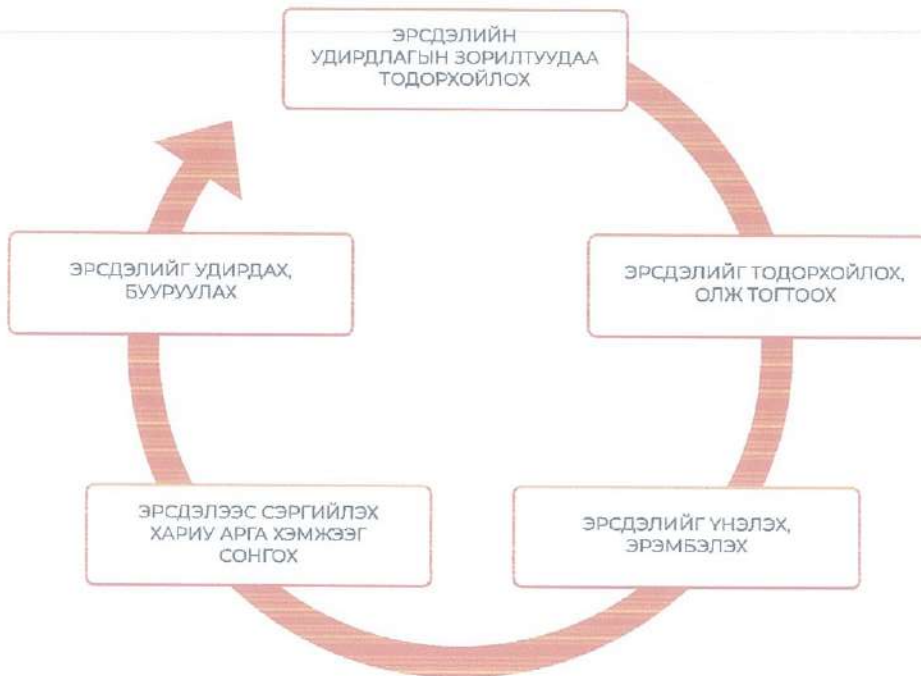 ЭРСДЭЛИЙН
УДИРДЛАГЫН ЗОРИЛТУУДАА
ТОДОРХОЙЛОХ
ЭРСДЭЛИЙГ ТОДОРХОЙЛОХ,
ОЛЖ ТОГТООХ
ЭРСДЭЛИЙГ ҮНЭЛЭХ,
ЭРЭМБЭЛЭХ
ЭРСДЭЛЭЭС СЭРГИЙЛЭХ
ХАРИУ АРГА ХЭМЖЭЭГ
СОНГОХ
ЭРСДЭЛИЙГ УДИРДАХ,
БУУРУУЛАХ